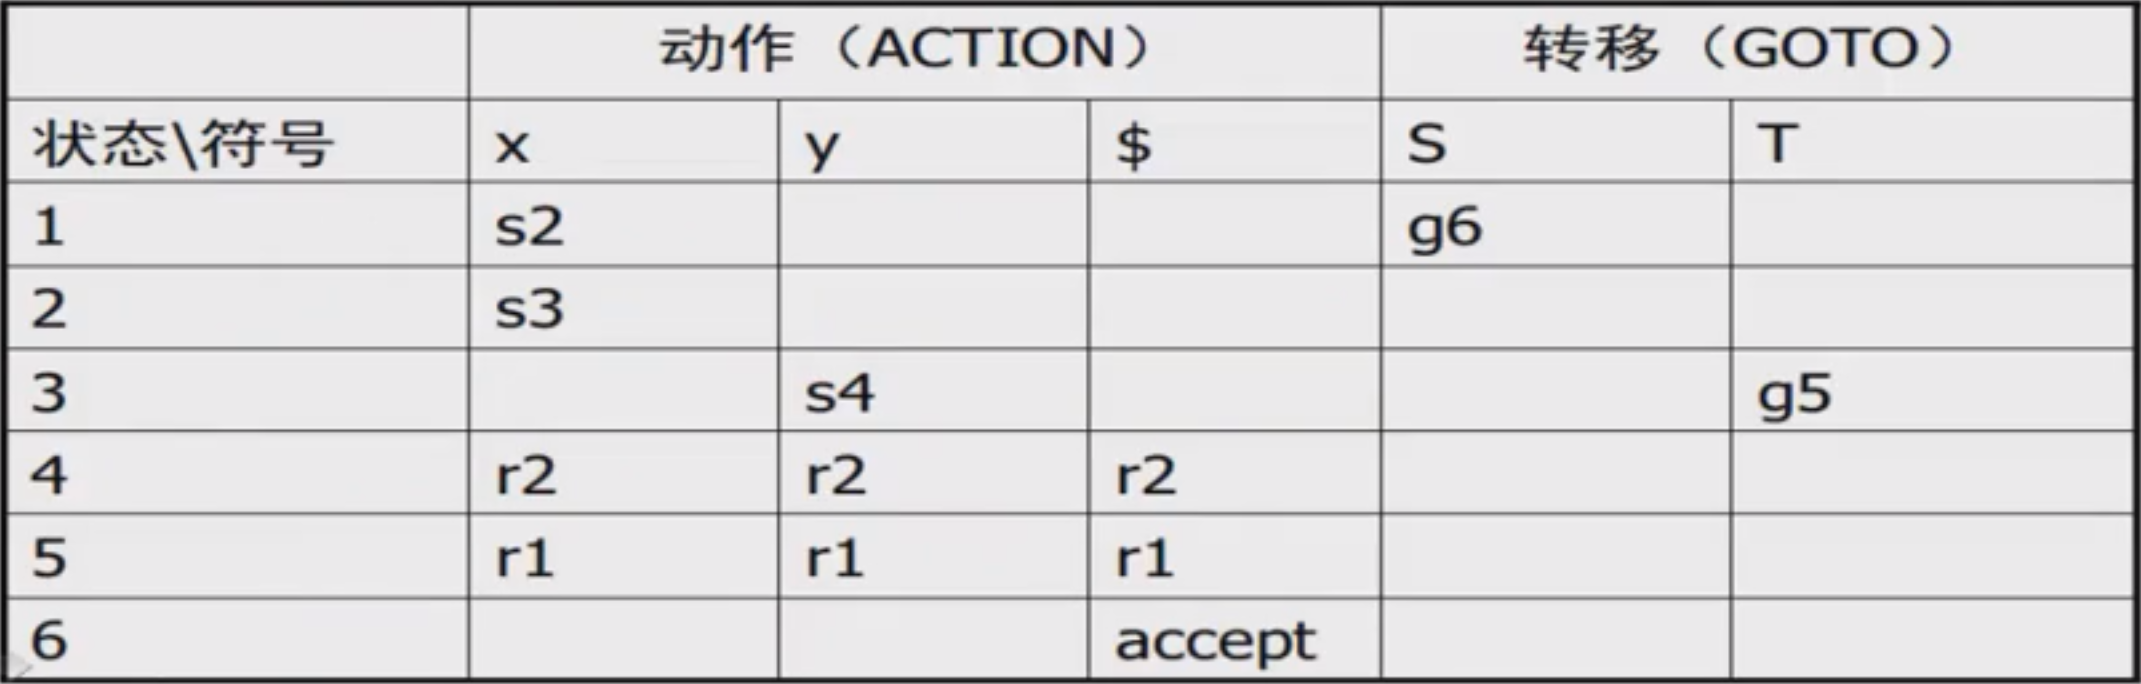 动作（ACTION） 转移（GOTO）
状态\符号 x y $ S T
1 s2 g6
2 s3
3 s4 g5
4 r2 r2 r2
5 r1 r1 r1
6 accept